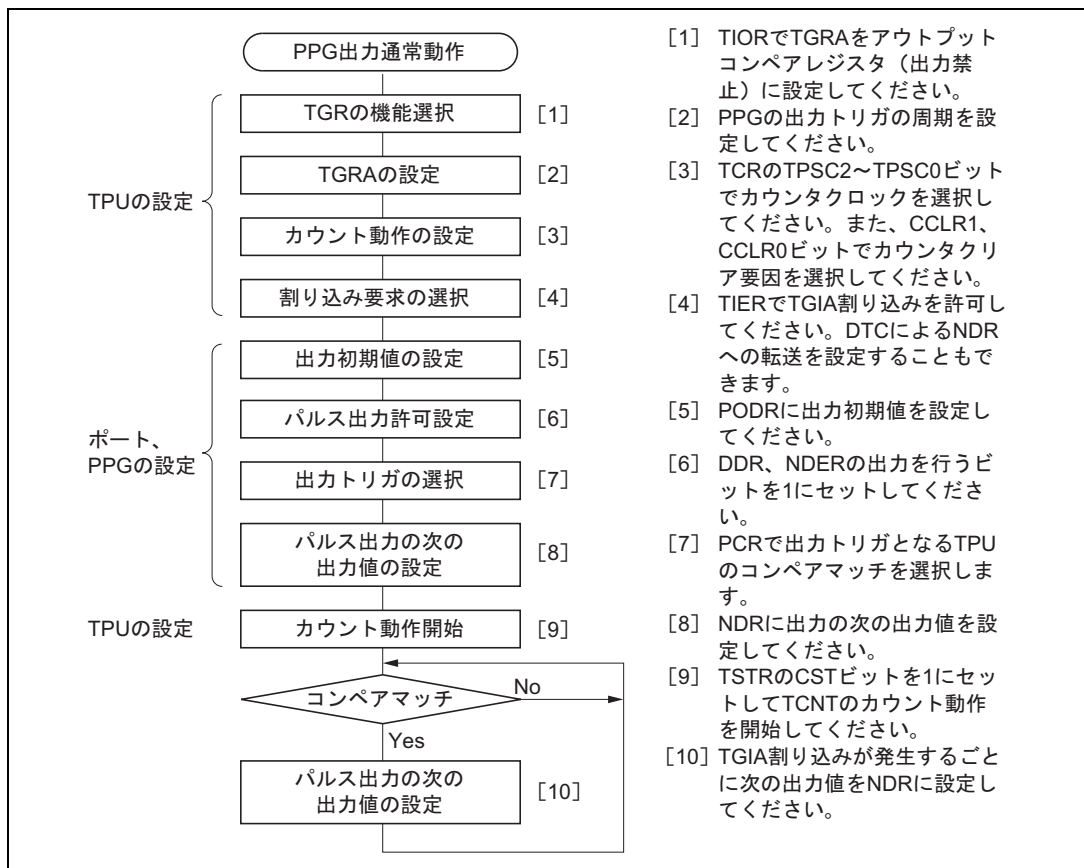 PPG出力通常動作
TPUの設定
TGRの機能選択 [1]
TGRAの設定 [2]
カウント動作の設定 [3]
割り込み要求の選択 [4]
ポート、
PPGの設定
出力初期値の設定 [5]
パルス出力許可設定 [6]
出力トリガの選択 [7]
パルス出力の次の
出力値の設定 [8]
TPUの設定
カウント動作開始 [9]
コンペアマッチ No
Yes
パルス出力の次の
出力値の設定 [10]
[1] TIORでTGRAをアウトプット
コンペアレジスタ（出力禁
止）に設定してください。
[2] PPGの出力トリガの周期を設
定してください。
[3] TCRのTPSC2～TPSC0ビット
でカウンタクロックを選択し
てください。また、CCLR1、
CCLR0ビットでカウンタクリ
ア要因を選択してください。
[4] TIERでTGIA割り込みを許可し
てください。DTCによるNDR
への転送を設定することもで
きます。
[5] PODRに出力初期値を設定し
てください。
[6] DDR、NDERの出力を行うビ
ットを1にセットしてくださ
い。
[7] PCRで出力トリガとなるTPU
のコンペアマッチを選択しま
す。
[8] NDRに出力の次の出力値を設
定してください。
[9] TSTRのCSTビットを1にセッ
トしてTCNTのカウント動作
を開始してください。
[10] TGIA割り込みが発生するごと
に次の出力値をNDRに設定し
てください。